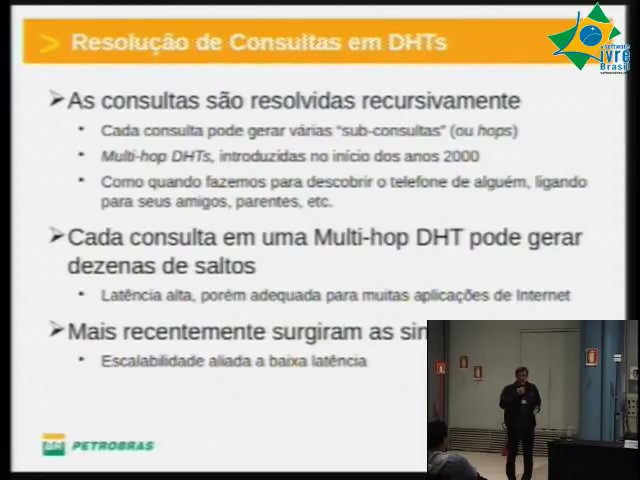 > Resolução de Consultas em DHTs
software
ivre
Brasil
➢As consultas são resolvidas recursivamente
• Cada consulta pode gerar várias “sub-consultas” (ou hops)
• Multi-hop DHTs, introduzidas no início dos anos 2000
• Como quando fazemos para descobrir o telefone de alguém, ligando
para seus amigos, parentes, etc.
➢Cada consulta em uma Multi-hop DHT pode gerar
dezenas de saltos
• Latência alta, porém adequada para muitas aplicações de Internet
➢Mais recentemente surgiram as sin
• Escalabilidade aliada a baixa latência
BR PETROBRAS